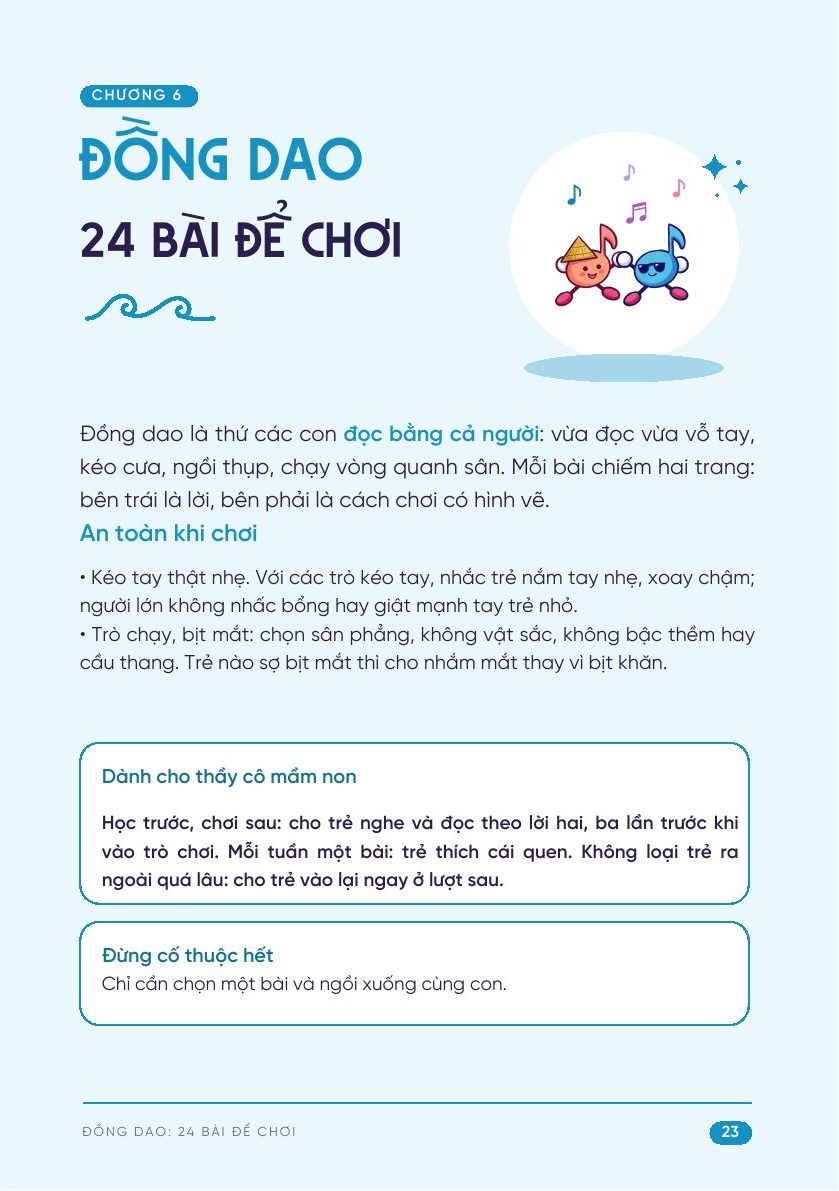 CHƯƠNG 6
ĐỒNG DAO
24 BÀI ĐỂ CHƠI
Đồng dao là thứ các con đọc bằng cả người: vừa đọc vừa vỗ tay,
kéo cưa, ngồi thụp, chạy vòng quanh sân. Mỗi bài chiếm hai trang:
bên trái là lời, bên phải là cách chơi có hình vẽ.
An toàn khi chơi
• Kéo tay thật nhẹ. Với các trò kéo tay, nhắc trẻ nắm tay nhẹ, xoay chậm;
người lớn không nhấc bổng hay giật mạnh tay trẻ nhỏ.
• Trò chạy, bịt mắt: chọn sân phẳng, không vật sắc, không bậc thềm hay
cầu thang. Trẻ nào sợ bịt mắt thì cho nhắm mắt thay vì bịt khăn.
Dành cho thầy cô mầm non
Học trước, chơi sau: cho trẻ nghe và đọc theo lời hai, ba lần trước khi
vào trò chơi. Mỗi tuần một bài: trẻ thích cái quen. Không loại trẻ ra
ngoài quá lâu: cho trẻ vào lại ngay ở lượt sau.
Đừng cố thuộc hết
Chỉ cần chọn một bài và ngồi xuống cùng con.
ĐỒNG DAO: 24 BÀI ĐỂ CHƠI
23